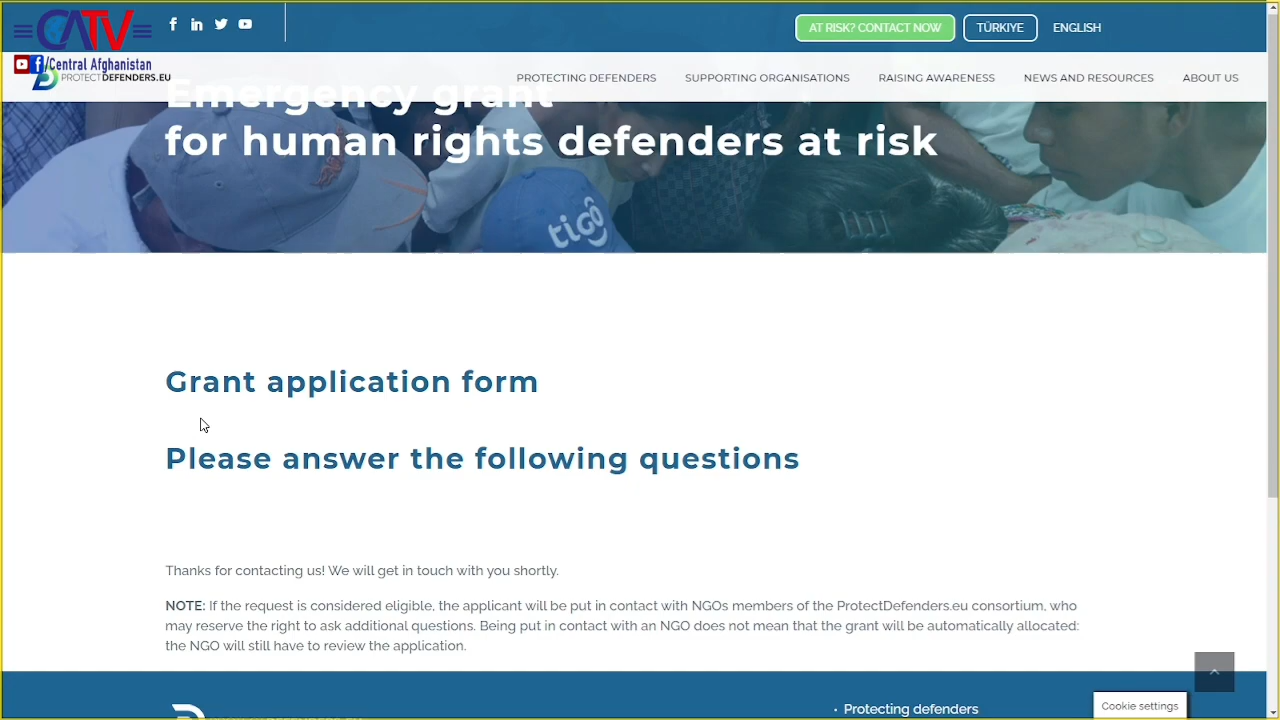 CATV
AT RISK? CONTACT NOW
TÜRKIYE
ENGLISH
/Central Afghanistan
PROTECTDEFENDERS.EU
PROTECTING DEFENDERS
SUPPORTING ORGANISATIONS
RAISING AWARENESS
NEWS AND RESOURCES
ABOUT US
Emergency grant
for human rights defenders at risk
tigo
Grant application form
Please answer the following questions
Thanks for contacting us! We will get in touch with you shortly.
NOTE: If the request is considered eligible, the applicant will be put in contact with NGOs members of the ProtectDefenders.eu consortium, who
may reserve the right to ask additional questions. Being put in contact with an NGO does not mean that the grant will be automatically allocated:
the NGO will still have to review the application.
· Protecting defenders
Cookie settings